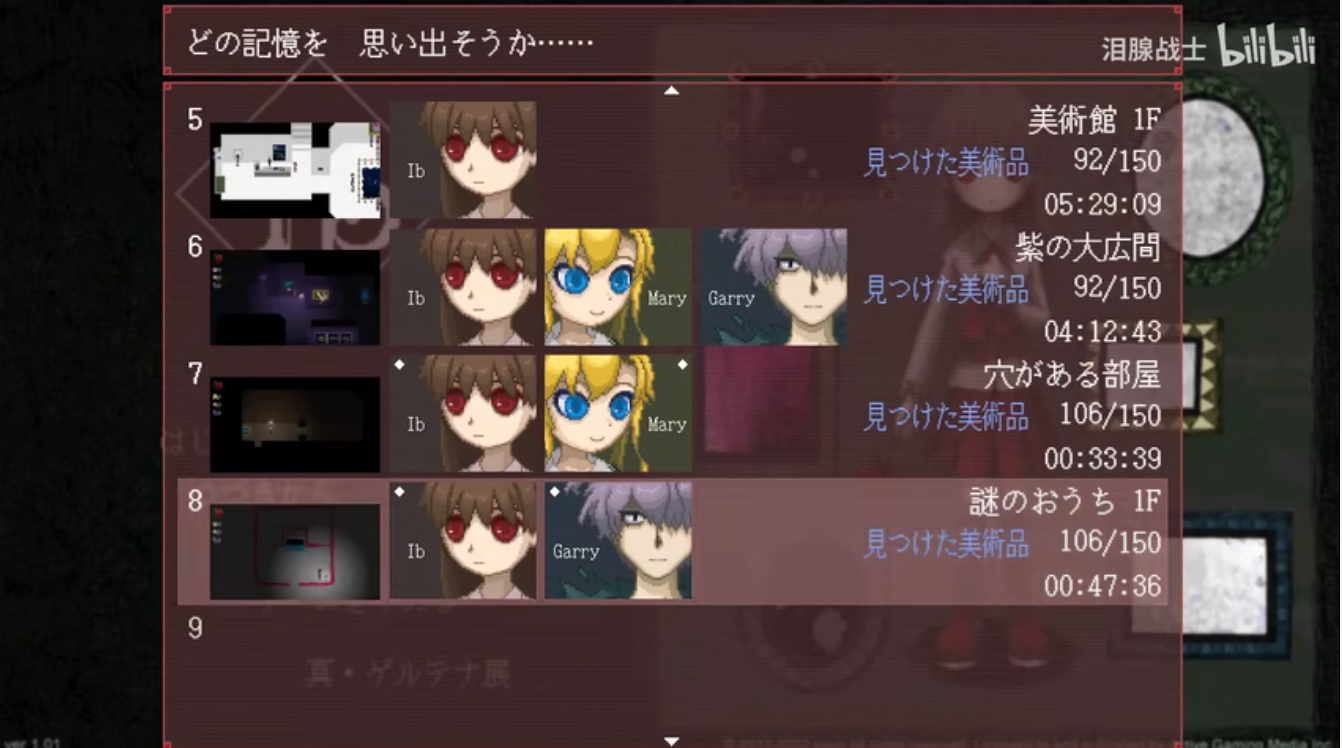 どの記憶を　思い出そうか……
泪腺战士 bilibili
5
Ib
美術館 1F
見つけた美術品 92/150
05:29:09
6
Ib
Mary
Garry
紫の大広間
見つけた美術品 92/150
04:12:43
7
Ib
Mary
穴がある部屋
見つけた美術品 106/150
00:33:39
8
Ib
Garry
謎のおうち 1F
見つけた美術品 106/150
00:47:36
9
真・ゲルテナ展
ver 1.01